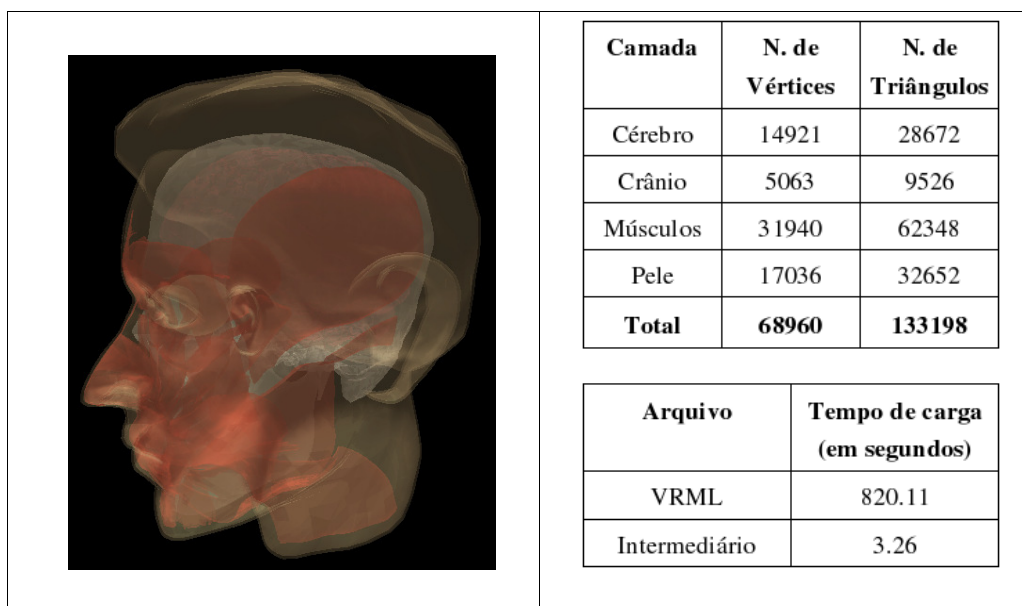 Camada N. de Vértices N. de Triângulos
Cérebro 14921 28672
Crânio 5063 9526
Músculos 31940 62348
Pele 17036 32652
Total 68960 133198
Arquivo Tempo de carga (em segundos)
VRML 820.11
Intermediário 3.26